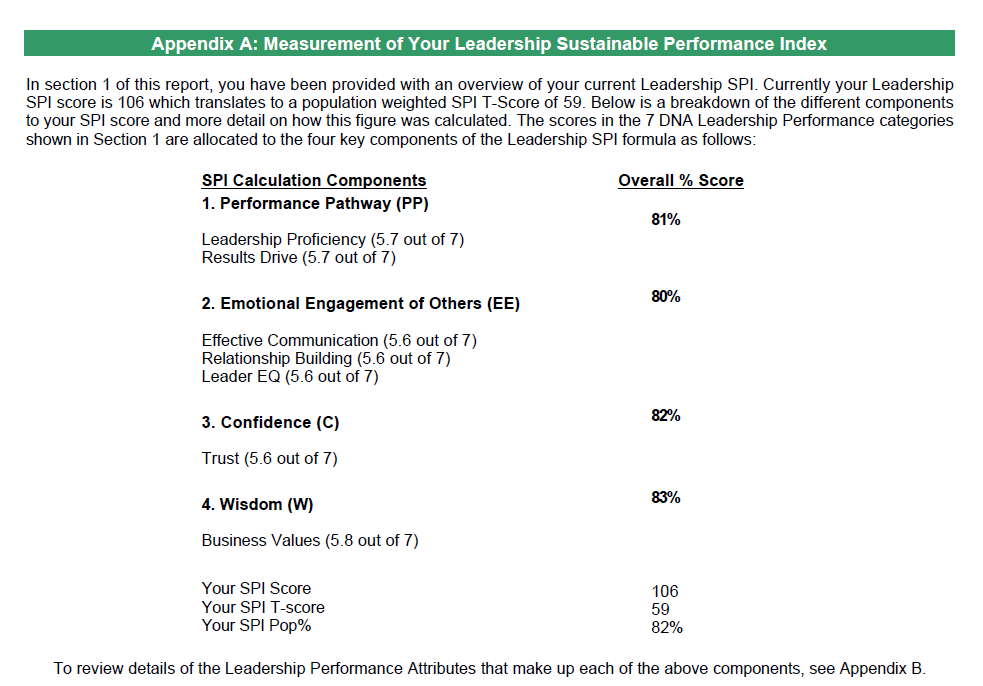 Appendix A: Measurement of Your Leadership Sustainable Performance Index
In section 1 of this report, you have been provided with an overview of your current Leadership SPI. Currently your Leadership
SPI score is 106 which translates to a population weighted SPI T-Score of 59. Below is a breakdown of the different components
to your SPI score and more detail on how this figure was calculated. The scores in the 7 DNA Leadership Performance categories
shown in Section 1 are allocated to the four key components of the Leadership SPI formula as follows:
SPI Calculation Components Overall % Score
1. Performance Pathway (PP)
81%
Leadership Proficiency (5.7 out of 7)
Results Drive (5.7 out of 7)
2. Emotional Engagement of Others (EE) 80%
Effective Communication (5.6 out of 7)
Relationship Building (5.6 out of 7)
Leader EQ (5.6 out of 7)
3. Confidence (C) 82%
Trust (5.6 out of 7)
4. Wisdom (W) 83%
Business Values (5.8 out of 7)
Your SPI Score 106
Your SPI T-score 59
Your SPI Pop% 82%
To review details of the Leadership Performance Attributes that make up each of the above components, see Appendix B.